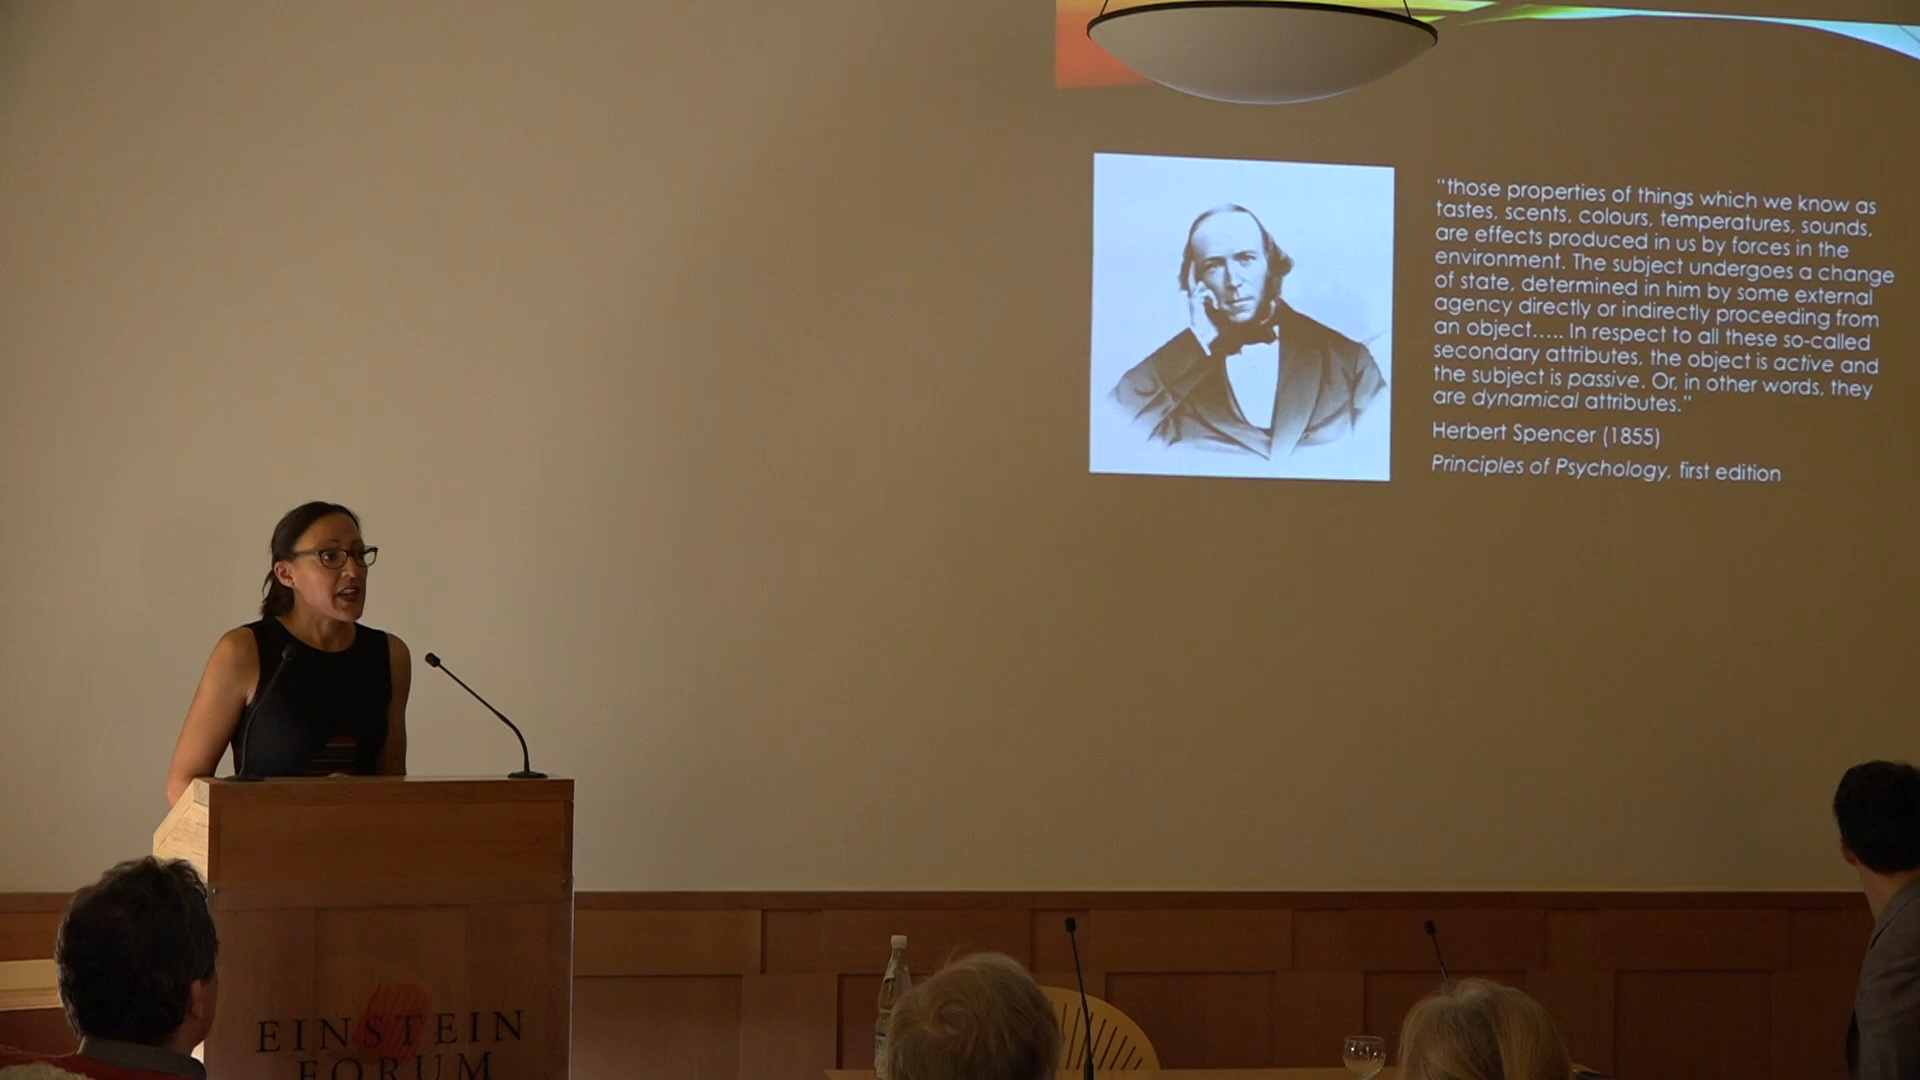 “those properties of things which we know as
tastes, scents, colours, temperatures, sounds,
are effects produced in us by forces in the
environment. The subject undergoes a change
of state, determined in him by some external
agency directly or indirectly proceeding from
an object..... In respect to all these so-called
secondary attributes, the object is active and
the subject is passive. Or, in other words, they
are dynamical attributes.”
Herbert Spencer (1855)
Principles of Psychology, first edition
EINSTEIN
FORUM